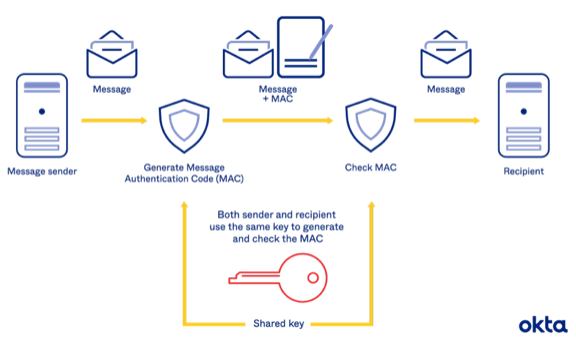 Message
Message
+ MAC
Message
Message sender
Generate Message
Authentication Code (MAC)
Check MAC
Recipient
Both sender and recipient
use the same key to generate
and check the MAC
Shared key
okta